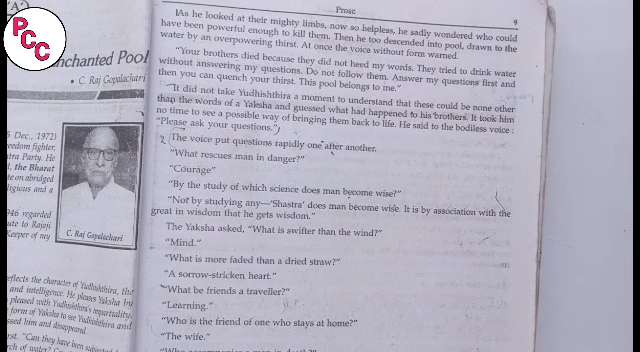 PCC
nchanted Pool
• C. Raj Gopalachari
Dec., 1972)
eedom fighter,
tra Party. He
l, the Bharat
te on abridged
ligious and a
C. Raj Gopalachari
946 regarded
ute to Rajaji
Keeper of my
eflects the character of Yudhisthira, the
and intelligence. He pleases Yaksha by
pleased with Yudhisthira's impartiality.
form of Yaksha to see Yudhisthira and
ssed him and disappeared.
rst. "Can they have been
rch of water?
Prose
9
As he looked at their mighty limbs, now so helpless, he sadly wondered who could
have been powerful enough to kill them. Then he too descended into pool, drawn to the
water by an overpowering thirst. At once the voice without form warned.
"Your brothers died because they did not heed my words. They tried to drink water
without answering my questions. Do not follow them. Answer my questions first and
then you can quench your thirst. This pool belongs to me."
It did not take Yudhishthira a moment to understand that these could be none other
than the words of a Yaksha and guessed what had happened to his brothers. It took him
no time to see a possible way of bringing them back to life. He said to the bodiless voice :
"Please ask your questions."
The voice put questions rapidly one after another.
"What rescues man in danger?"
"Courage"
"By the study of which science does man become wise?"
"Not by studying any—'Shastra' does man become wise. It is by association with the
great in wisdom that he gets wisdom."
The Yaksha asked, "What is swifter than the wind?"
"Mind."
"What is more faded than a dried straw?"
"A sorrow-stricken heart."
"What be friends a traveller?"
"Learning."
"Who is the friend of one who stays at home?"
"The wife."
"Who accompanies a man in death?"